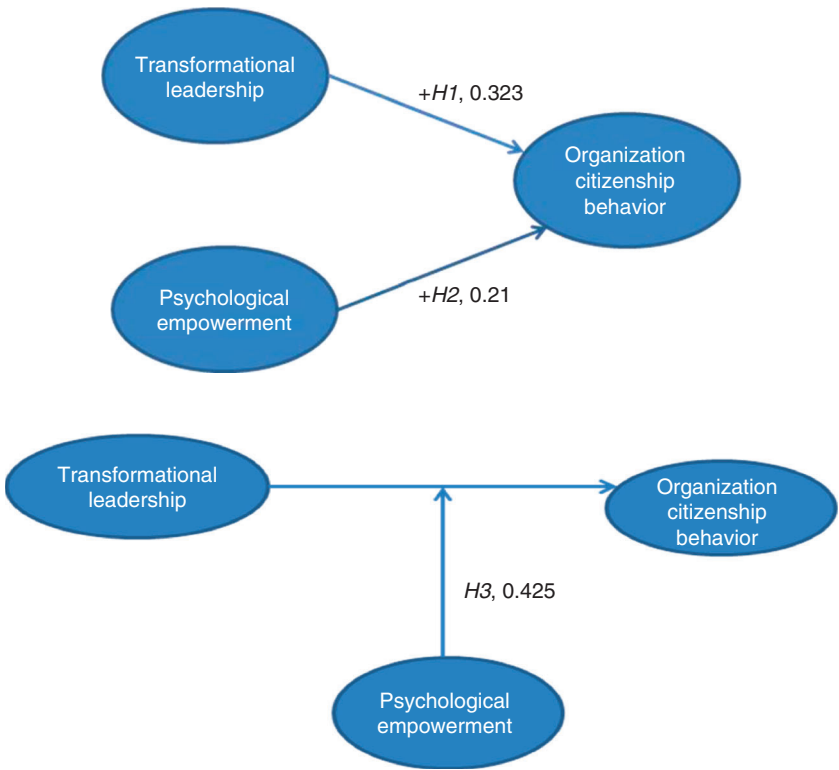 Transformational
leadership
+H1, 0.323
Organization
citizenship
behavior
Psychological
empowerment
+H2, 0.21
Transformational
leadership
Organization
citizenship
behavior
H3, 0.425
Psychological
empowerment